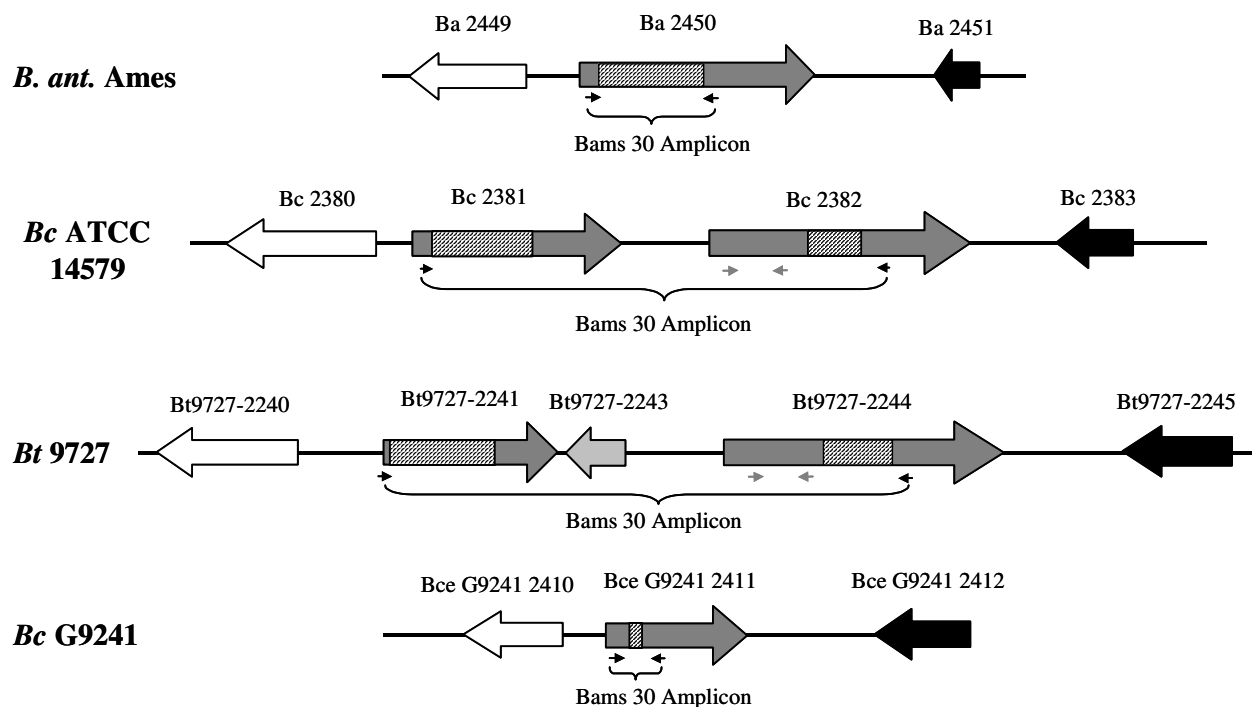 Ba 2449
Ba 2450
Ba 2451
B. ant. Ames
Bams 30 Amplicon
Bc 2380
Bc 2381
Bc 2382
Bc 2383
Bc ATCC
14579
Bams 30 Amplicon
Bt9727-2240
Bt9727-2241
Bt9727-2243
Bt9727-2244
Bt9727-2245
Bt 9727
Bams 30 Amplicon
Bce G9241 2410
Bce G9241 2411
Bce G9241 2412
Bc G9241
Bams 30 Amplicon